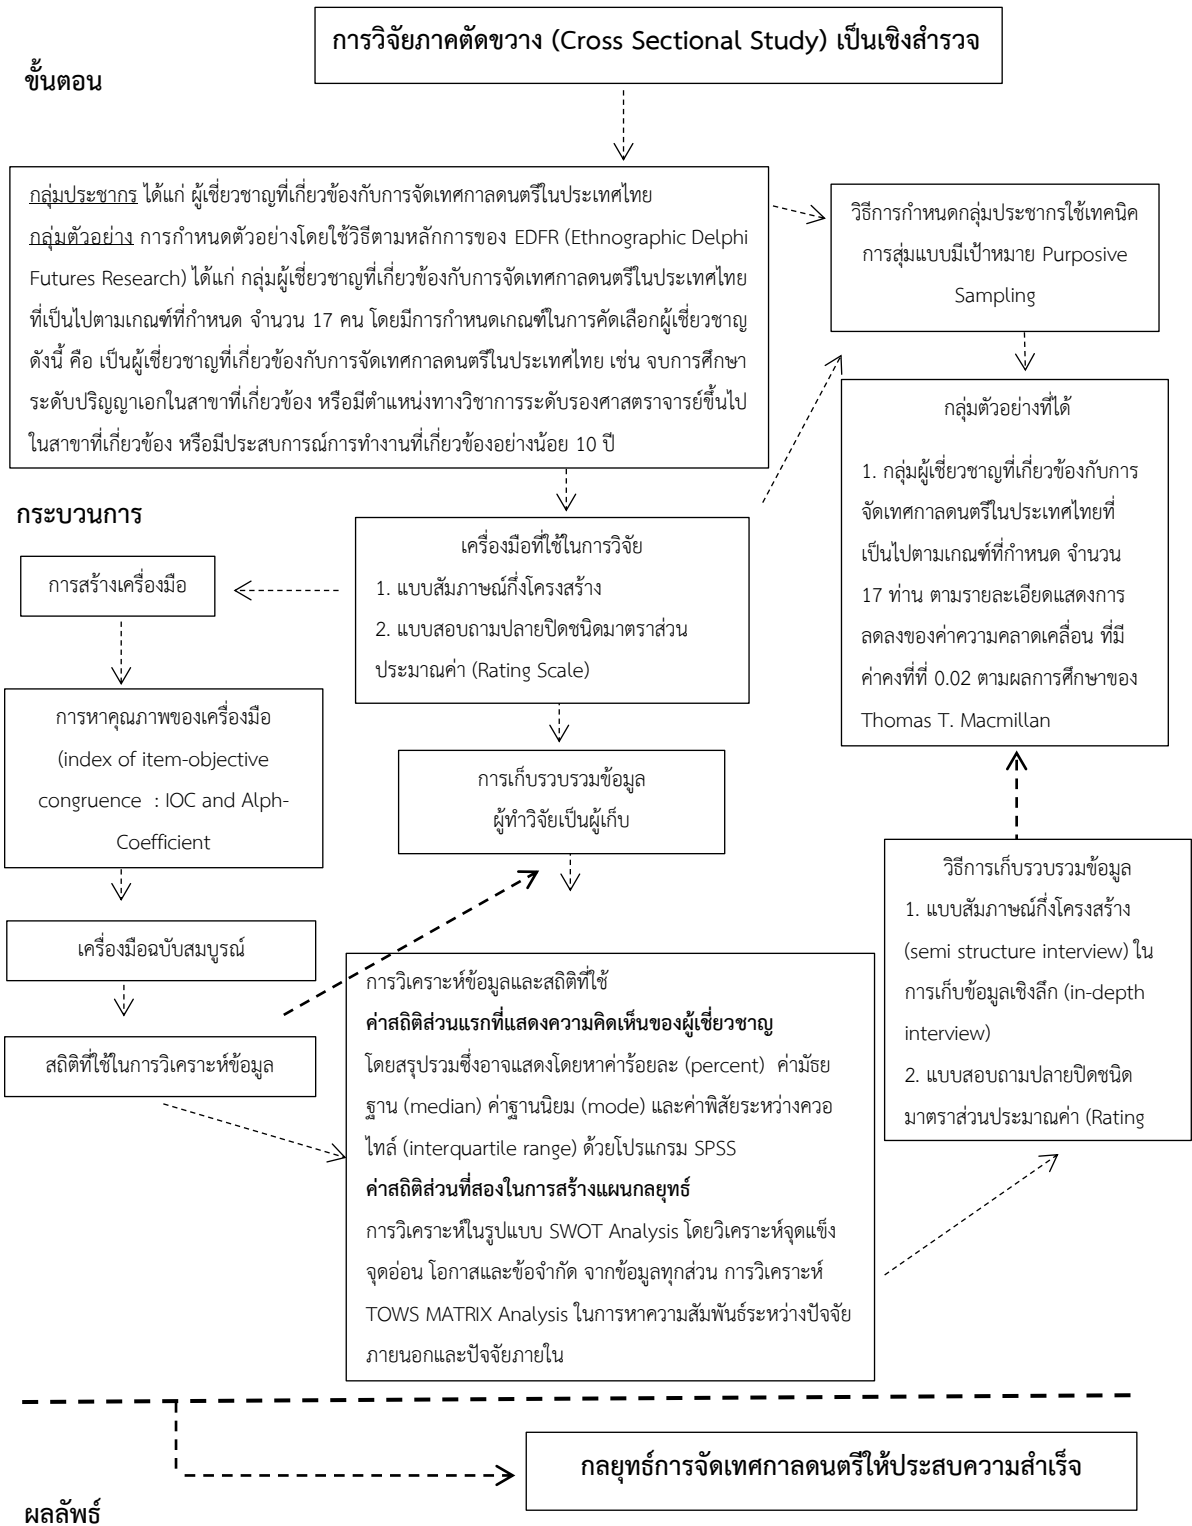 การวิจัยภาคตัดขวาง (Cross Sectional Study) เป็นเชิงสำรวจ
ขั้นตอน
กลุ่มประชากร ได้แก่ ผู้เชี่ยวชาญที่เกี่ยวข้องกับการจัดเทศกาลดนตรีในประเทศไทย
กลุ่มตัวอย่าง การกำหนดตัวอย่างโดยใช้วิธีตามหลักการของ EDFR (Ethnographic Delphi
Futures Research) ได้แก่ กลุ่มผู้เชี่ยวชาญที่เกี่ยวข้องกับการจัดเทศกาลดนตรีในประเทศไทย
ที่เป็นไปตามเกณฑ์ที่กำหนด จำนวน 17 คน โดยมีการกำหนดเกณฑ์ในการคัดเลือกผู้เชี่ยวชาญ
ดังนี้ คือ เป็นผู้เชี่ยวชาญที่เกี่ยวข้องกับการจัดเทศกาลดนตรีในประเทศไทย เช่น จบการศึกษา
ระดับปริญญาเอกในสาขาที่เกี่ยวข้อง หรือมีตำแหน่งทางวิชาการระดับรองศาสตราจารย์ขึ้นไป
ในสาขาที่เกี่ยวข้อง หรือมีประสบการณ์การทำงานที่เกี่ยวข้องอย่างน้อย 10 ปี
วิธีการกำหนดกลุ่มประชากรใช้เทคนิค
การสุ่มแบบมีเป้าหมาย Purposive
Sampling
กลุ่มตัวอย่างที่ได้
1. กลุ่มผู้เชี่ยวชาญที่เกี่ยวข้องกับการ
จัดเทศกาลดนตรีในประเทศไทยที่
เป็นไปตามเกณฑ์ที่กำหนด จำนวน
17 ท่าน ตามรายละเอียดแสดงการ
ลดลงของค่าความคลาดเคลื่อน ที่มี
ค่าคงที่ที่ 0.02 ตามผลการศึกษาของ
Thomas T. Macmillan
กระบวนการ
เครื่องมือที่ใช้ในการวิจัย
1. แบบสัมภาษณ์กึ่งโครงสร้าง
2. แบบสอบถามปลายปิดชนิดมาตราส่วน
ประมาณค่า (Rating Scale)
การสร้างเครื่องมือ
การหาคุณภาพของเครื่องมือ
(index of item-objective
congruence : IOC and Alph-
Coefficient
การเก็บรวบรวมข้อมูล
ผู้ทำวิจัยเป็นผู้เก็บ
เครื่องมือฉบับสมบูรณ์
สถิติที่ใช้ในการวิเคราะห์ข้อมูล
วิธีการเก็บรวบรวมข้อมูล
1. แบบสัมภาษณ์กึ่งโครงสร้าง
(semi structure interview) ใน
การเก็บข้อมูลเชิงลึก (in-depth
interview)
2. แบบสอบถามปลายปิดชนิด
มาตราส่วนประมาณค่า (Rating
การวิเคราะห์ข้อมูลและสถิติที่ใช้
ค่าสถิติส่วนแรกที่แสดงความคิดเห็นของผู้เชี่ยวชาญ
โดยสรุปรวมซึ่งอาจแสดงโดยหาค่าร้อยละ (percent) ค่ามัธย
ฐาน (median) ค่าฐานนิยม (mode) และค่าพิสัยระหว่างควอ
ไทล์ (interquartile range) ด้วยโปรแกรม SPSS
ค่าสถิติส่วนที่สองในการสร้างแผนกลยุทธ์
การวิเคราะห์ในรูปแบบ SWOT Analysis โดยวิเคราะห์จุดแข็ง
จุดอ่อน โอกาสและข้อจำกัด จากข้อมูลทุกส่วน การวิเคราะห์
TOWS MATRIX Analysis ในการหาความสัมพันธ์ระหว่างปัจจัย
ภายนอกและปัจจัยภายใน
กลยุทธ์การจัดเทศกาลดนตรีให้ประสบความสำเร็จ
ผลลัพธ์